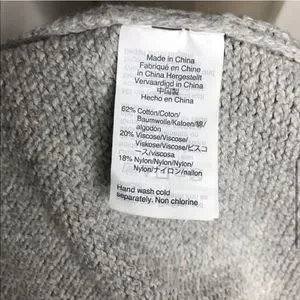 Made in China
Fabriqué en Chine
in China Hergestellt
Vervaardigd in China
中国製
Hecho en China
62% Cotton/Coton/
Baumwolle/Katoen/綿/
algodón
20% Viscose/Viscose/
Viskose/Viscose/ビスコ
ース/viscosa
18% Nylon/Nylon/Nylon/
Nylon/ナイロン/nailon
Hand wash cold
separately. Non chlorine